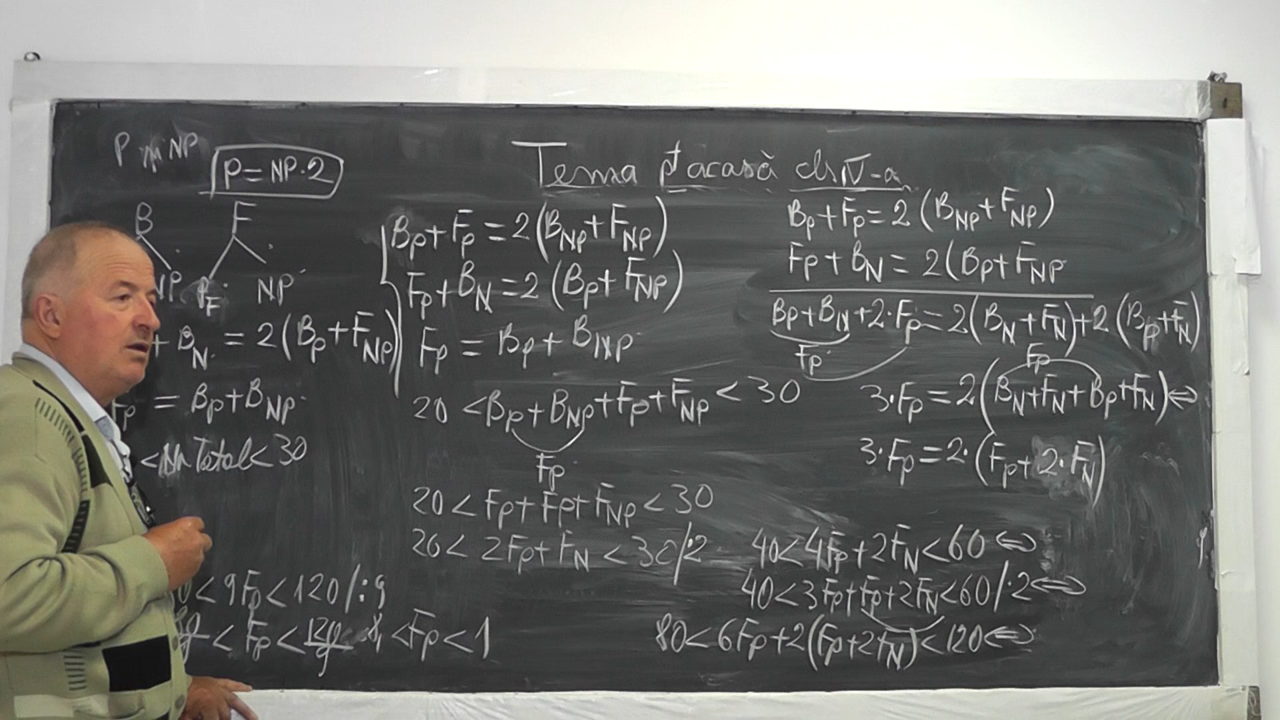 P NP
P = NP·2
Tema pt acasă cls IV-a
B F
NP PF NP
+ BN = 2(Bp+FNP)
Fp = Bp+BNP
< Nr Total < 30
Bp+Fp = 2(BNP+FNP)
Fp+BN = 2(Bp+FNP)
Fp = Bp+BNP
20 < Bp+BNp+Fp+FNp < 30
Fp
20 < Fp+Fp+FNp < 30
20 < 2Fp+FN < 30/·2
Bp+Fp = 2(BNP+FNP)
Fp+BN = 2(Bp+FNP
Bp+BN+2·Fp = 2(BN+FN)+2(Bp+FN)
Fp Fp
3·Fp = 2(BN+FN+Bp+FN) ⇔
3·Fp = 2·(Fp+2·FN)
40<4Fp+2FN<60 ⇔
40<3Fp+Fp+2FN<60/·2 ⇔
80<6Fp+2(Fp+2FN)<120 ⇔
0<9Fp<120/:9
< Fp <
<Fp<1